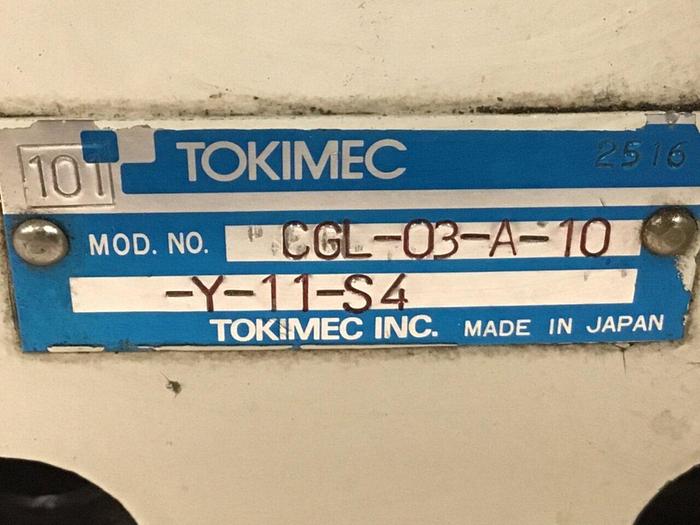 101 TOKIMEC 2516
MOD. NO. CGL-03-A-10
-Y-11-S4
TOKIMEC INC. MADE IN JAPAN